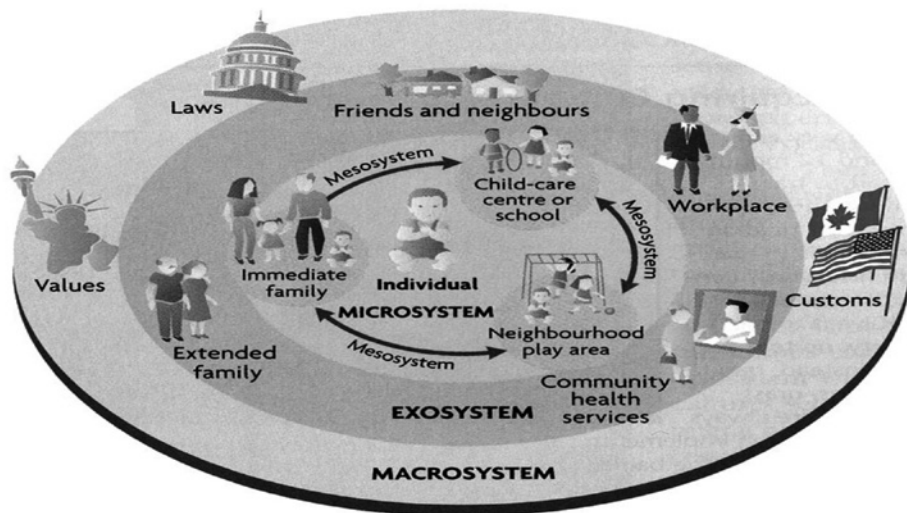 Laws
Friends and neighbours
Mesosystem
Child-care
centre or
school
Workplace
Mesosystem
Values
Immediate
family
Individual
MICROSYSTEM
Customs
Neighbourhood
play area
Mesosystem
Extended
family
Community
health
services
EXOSYSTEM
MACROSYSTEM